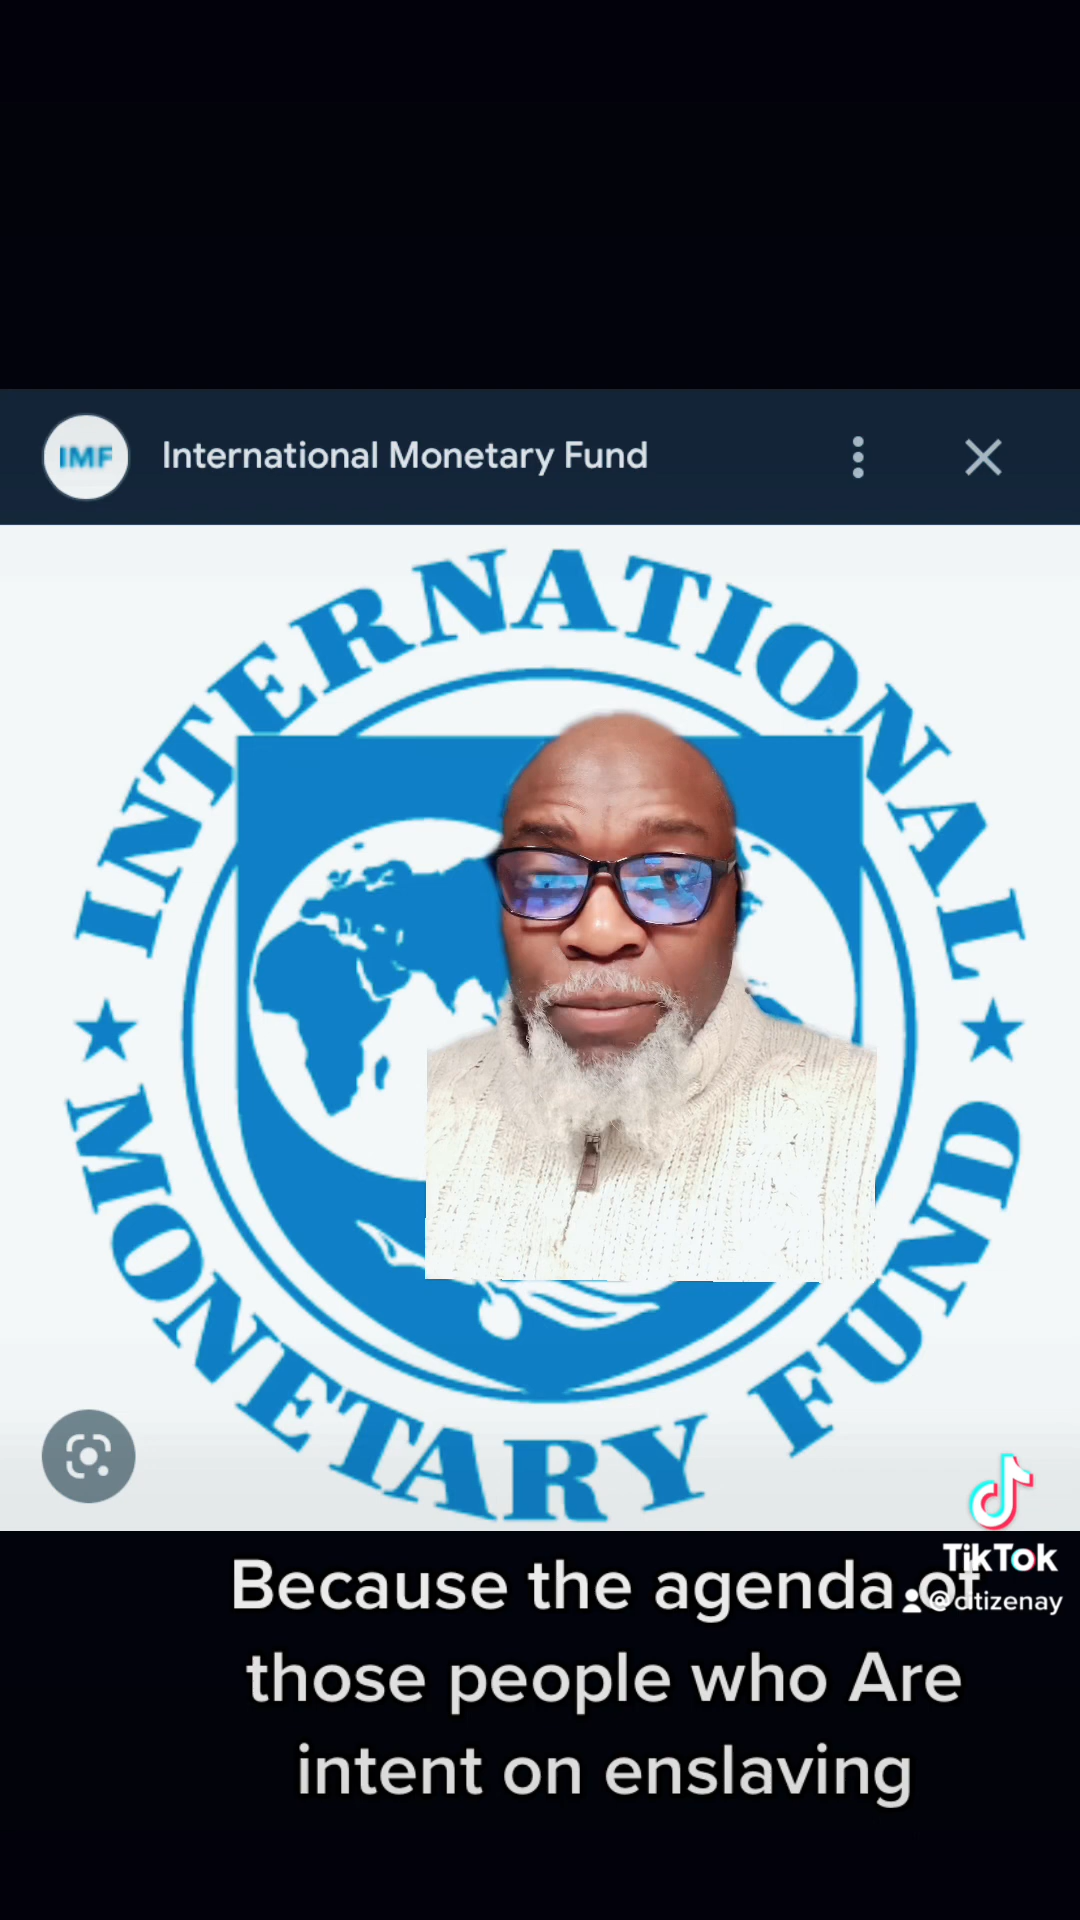 IMF International Monetary Fund
INTERNATIONAL
MONETARY FUND
TikTok
@citizenay
Because the agenda of
those people who Are
intent on enslaving